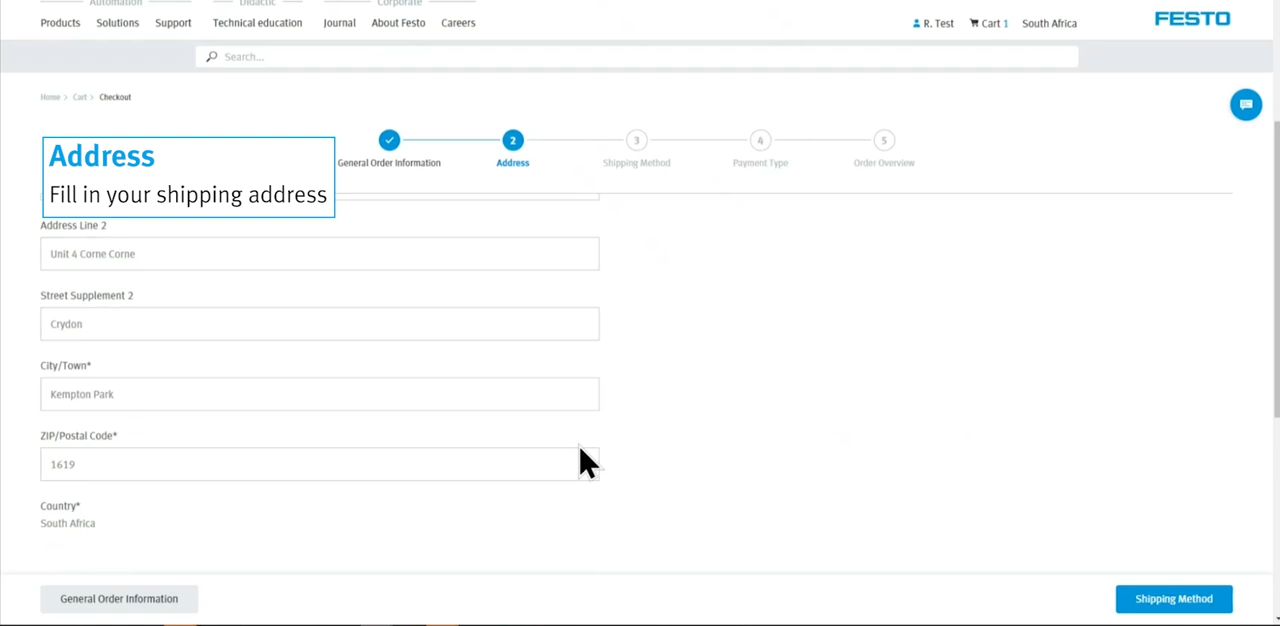 Automation Didactic Corporate
Products Solutions Support Technical education Journal About Festo Careers R. Test Cart 1 South Africa FESTO
Search...
Home > Cart > Checkout
2 3 4 5
General Order Information Address Shipping Method Payment Type Order Overview
Address
Fill in your shipping address
Address Line 2
Unit 4 Corne Corne
Street Supplement 2
Crydon
City/Town*
Kempton Park
ZIP/Postal Code*
1619
Country*
South Africa
General Order Information Shipping Method